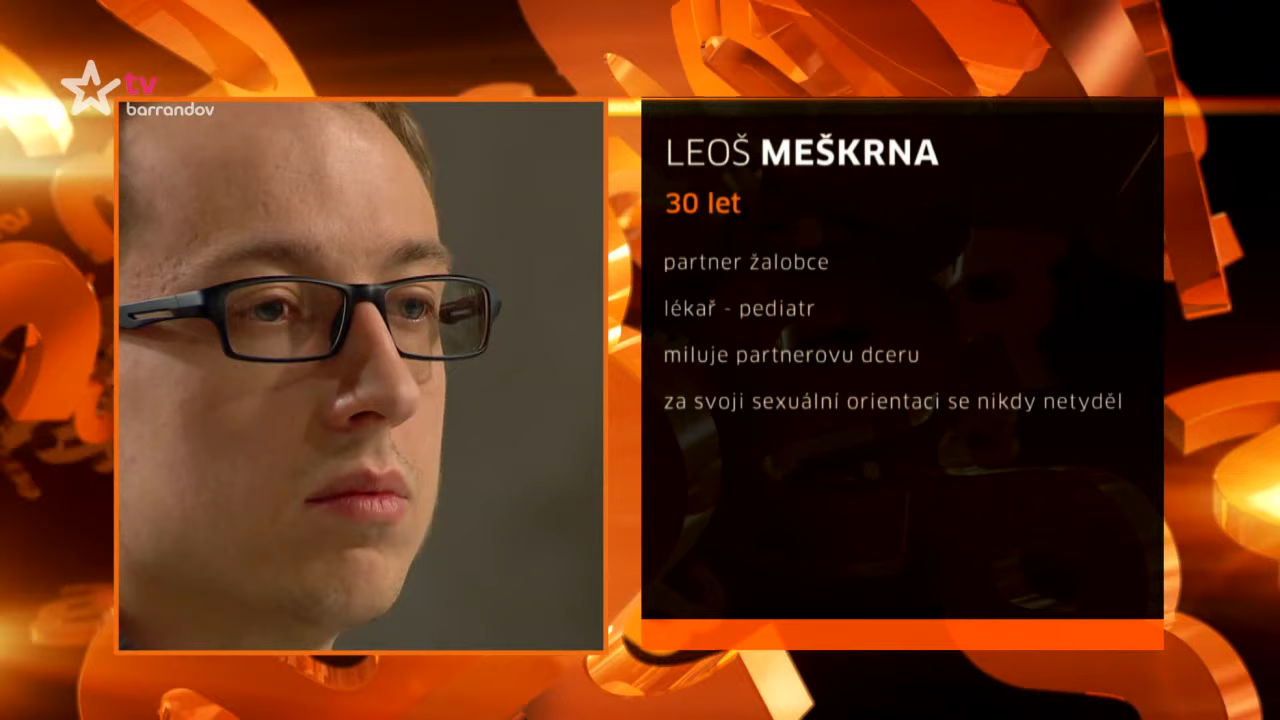 tv
barrandov
LEOŠ MEŠKRNA
30 let
partner žalobce
lékař - pediatr
miluje partnerovu dceru
za svoji sexuální orientaci se nikdy netyděl